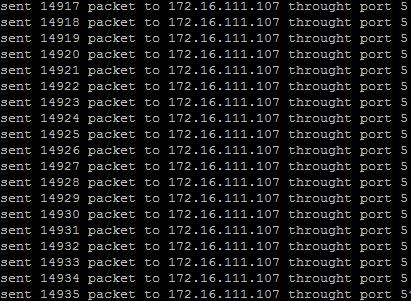 sent 14917 packet to 172.16.111.107 throught port 5
sent 14918 packet to 172.16.111.107 throught port 5
sent 14919 packet to 172.16.111.107 throught port 5
sent 14920 packet to 172.16.111.107 throught port 5
sent 14921 packet to 172.16.111.107 throught port 5
sent 14922 packet to 172.16.111.107 throught port 5
sent 14923 packet to 172.16.111.107 throught port 5
sent 14924 packet to 172.16.111.107 throught port 5
sent 14925 packet to 172.16.111.107 throught port 5
sent 14926 packet to 172.16.111.107 throught port 5
sent 14927 packet to 172.16.111.107 throught port 5
sent 14928 packet to 172.16.111.107 throught port 5
sent 14929 packet to 172.16.111.107 throught port 5
sent 14930 packet to 172.16.111.107 throught port 5
sent 14931 packet to 172.16.111.107 throught port 5
sent 14932 packet to 172.16.111.107 throught port 5
sent 14933 packet to 172.16.111.107 throught port 5
sent 14934 packet to 172.16.111.107 throught port 5
sent 14935 packet to 172.16.111.107 throught port 5